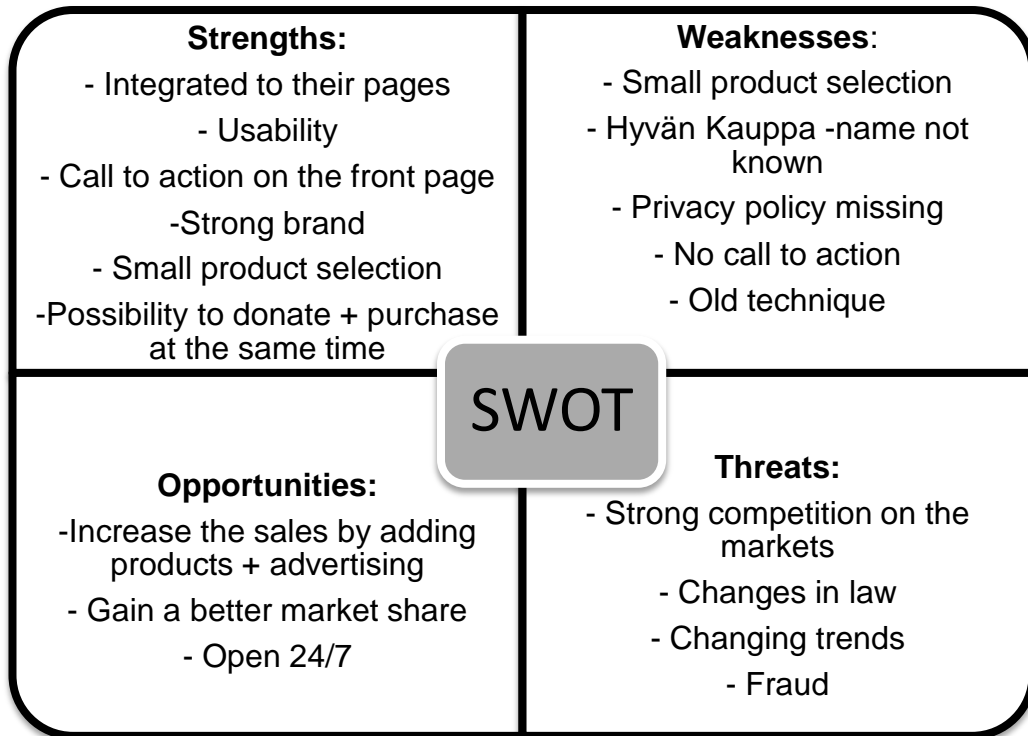 Strengths:
- Integrated to their pages
- Usability
- Call to action on the front page
-Strong brand
- Small product selection
-Possibility to donate + purchase
at the same time
Weaknesses:
- Small product selection
- Hyvän Kauppa -name not
known
- Privacy policy missing
- No call to action
- Old technique
SWOT
Opportunities:
-Increase the sales by adding
products + advertising
- Gain a better market share
- Open 24/7
Threats:
- Strong competition on the
markets
- Changes in law
- Changing trends
- Fraud